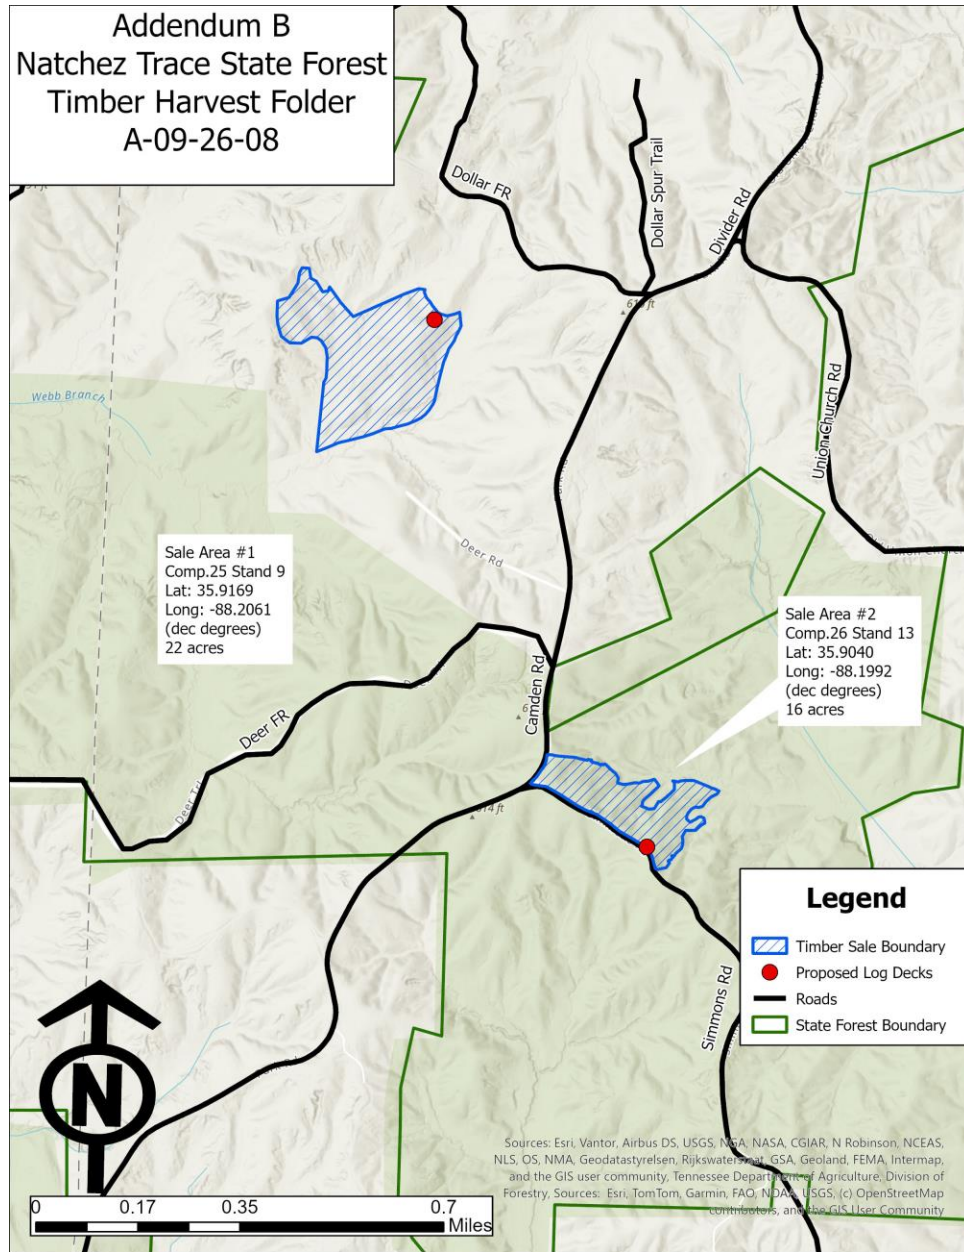 Addendum B
Natchez Trace State Forest
Timber Harvest Folder
A-09-26-08
Dollar FR
Dollar Spur Trail
Divider Rd
Union Church Rd
Webb Branch
Deer Rd
Sale Area #1
Comp.25 Stand 9
Lat: 35.9169
Long: -88.2061
(dec degrees)
22 acres
Sale Area #2
Comp.26 Stand 13
Lat: 35.9040
Long: -88.1992
(dec degrees)
16 acres
Camden Rd
Deer FR
Deer Trl
Simmons Rd
Legend
Timber Sale Boundary
Proposed Log Decks
Roads
State Forest Boundary
N
Sources: Esri, Vantor, Airbus DS, USGS, NGA, NASA, CGIAR, N Robinson, NCEAS,
NLS, OS, NMA, Geodatastyrelsen, Rijkswaterstaat, GSA, Geoland, FEMA, Intermap,
and the GIS user community, Tennessee Department of Agriculture, Division of
Forestry, Sources: Esri, TomTom, Garmin, FAO, NOAA, USGS, (c) OpenStreetMap
contributors, and the GIS User Community
0 0.17 0.35 0.7
Miles